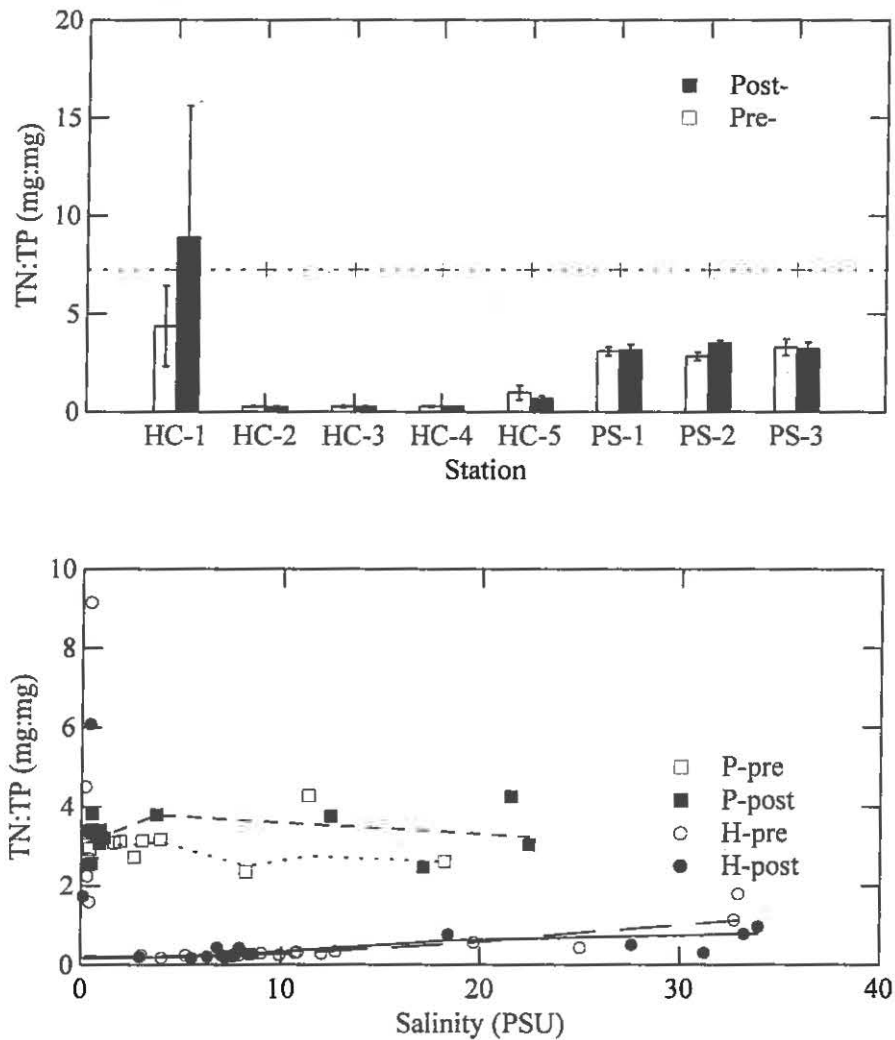 20
Post-
Pre-
15
10
5
0
TN:TP (mg:mg)
HC-1 HC-2 HC-3 HC-4 HC-5 PS-1 PS-2 PS-3
Station
10
8
6
4
2
0
TN:TP (mg:mg)
P-pre
P-post
H-pre
H-post
0 10 20 30 40
Salinity (PSU)